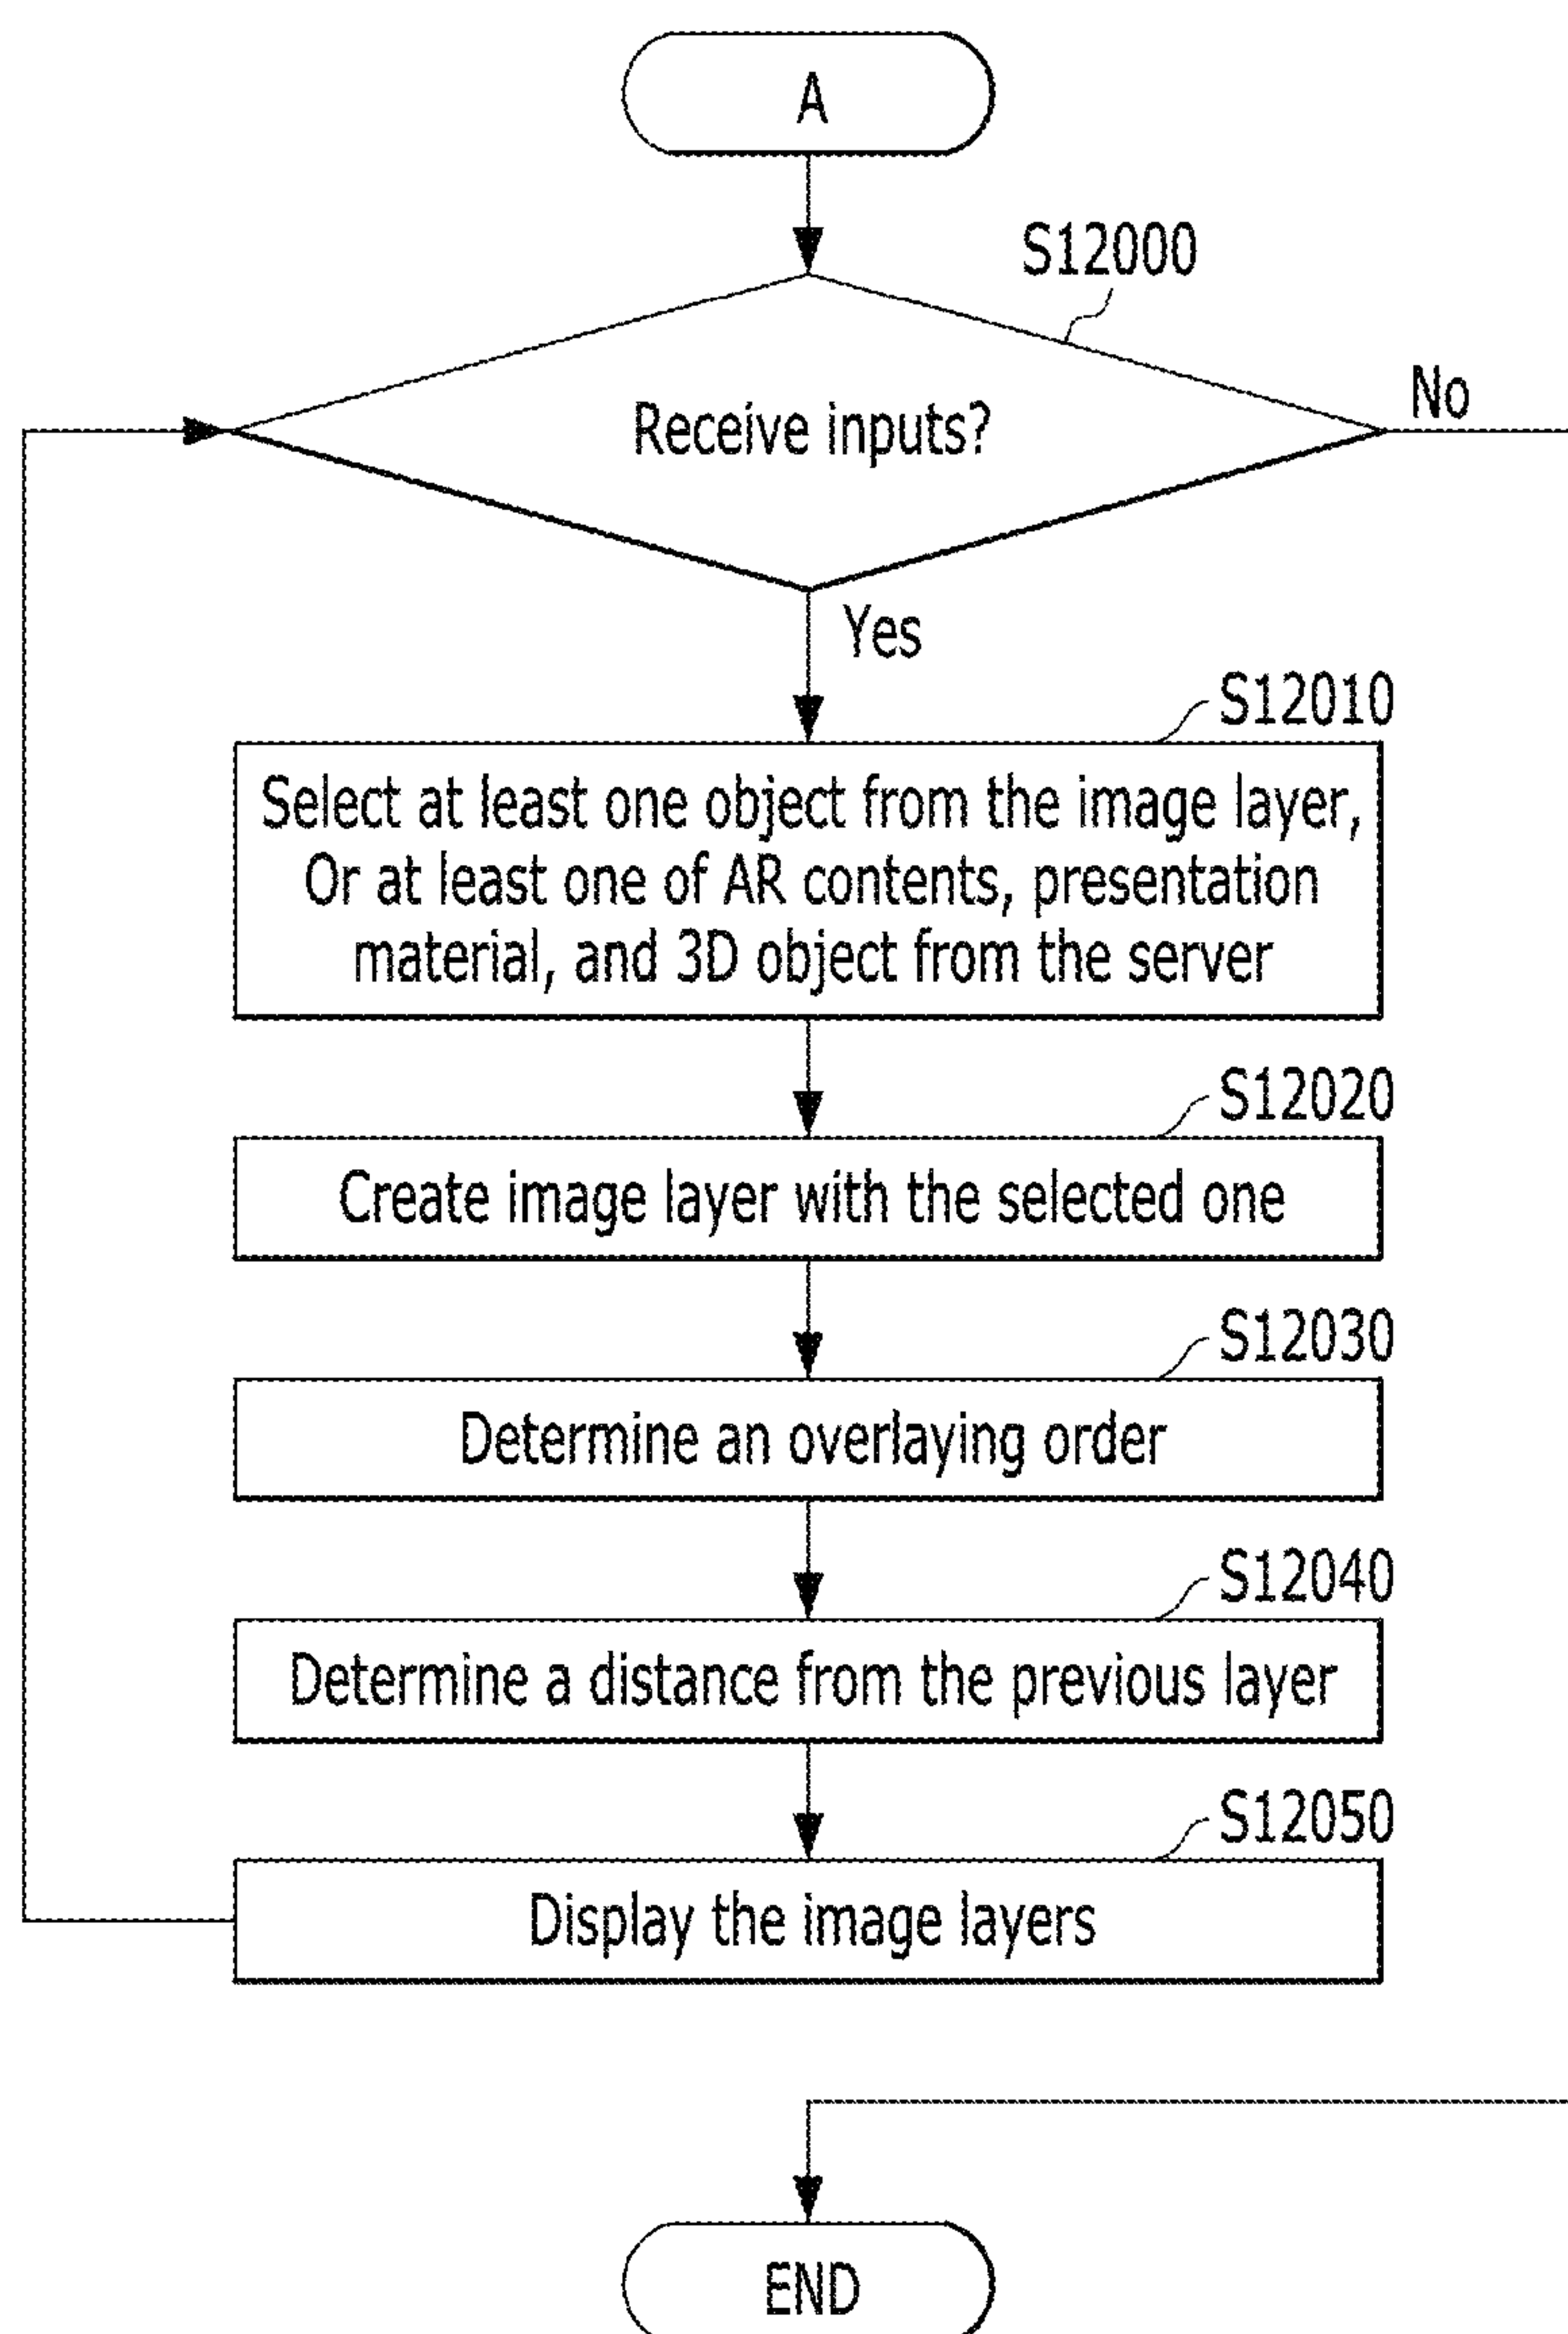 A
S12000
Receive inputs?
No
Yes
S12010
Select at least one object from the image layer,
Or at least one of AR contents, presentation
material, and 3D object from the server
S12020
Create image layer with the selected one
S12030
Determine an overlaying order
S12040
Determine a distance from the previous layer
S12050
Display the image layers
END